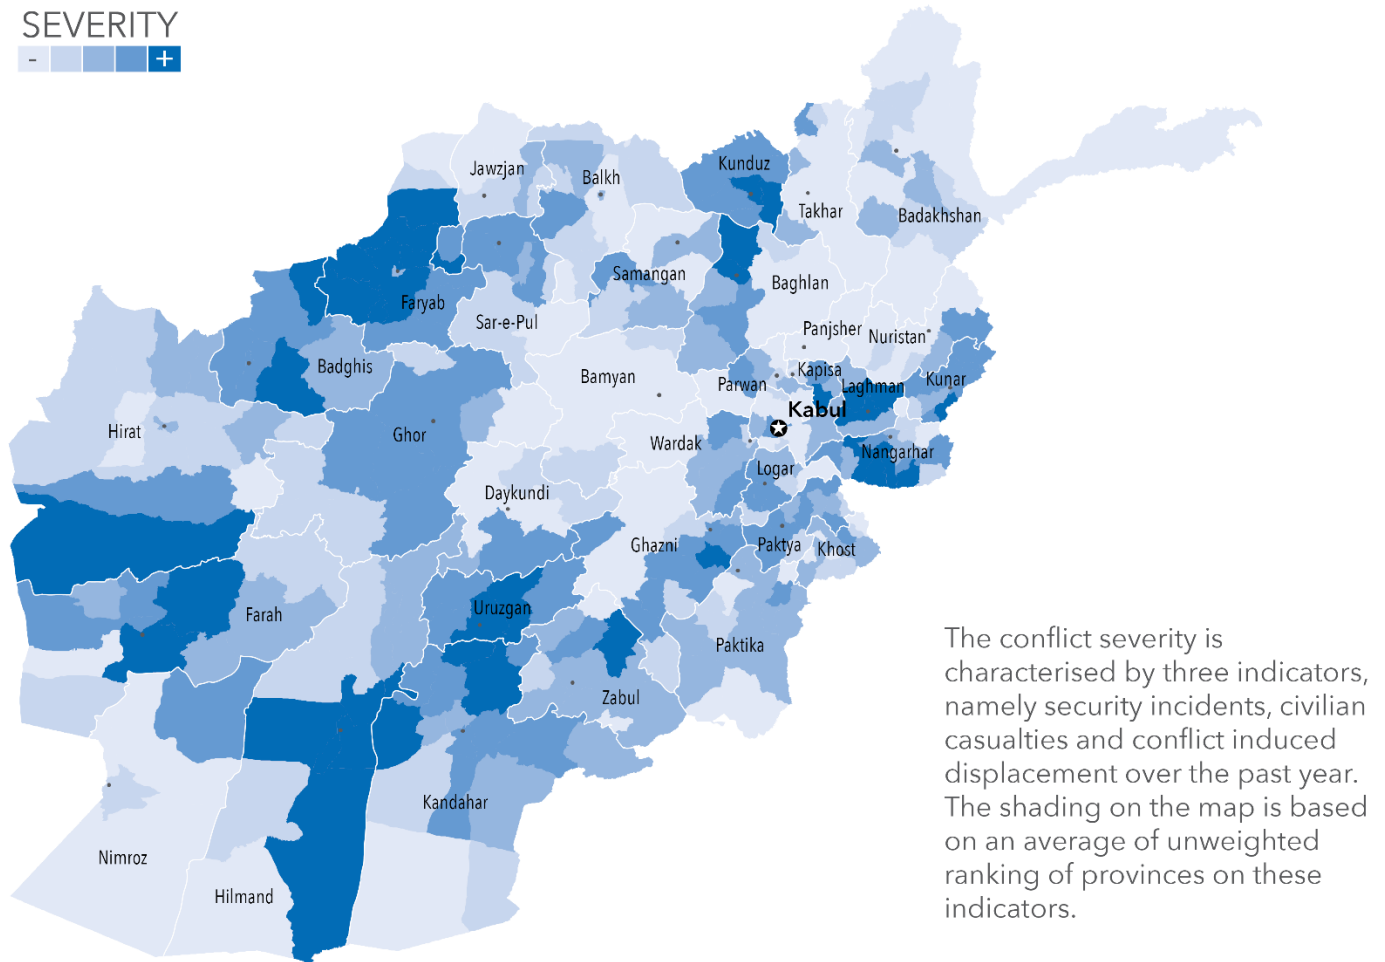 SEVERITY
- +
Jawzjan
Balkh
Kunduz
Takhar
Badakhshan
Samangan
Baghlan
Faryab
Sar-e-Pul
Panjsher
Nuristan
Badghis
Bamyan
Parwan
Kapisa
Laghman
Kunar
Kabul
Hirat
Ghor
Wardak
Nangarhar
Logar
Daykundi
Ghazni
Paktya
Khost
Uruzgan
Farah
Paktika
Zabul
Kandahar
Nimroz
Hilmand
The conflict severity is
characterised by three indicators,
namely security incidents, civilian
casualties and conflict induced
displacement over the past year.
The shading on the map is based
on an average of unweighted
ranking of provinces on these
indicators.